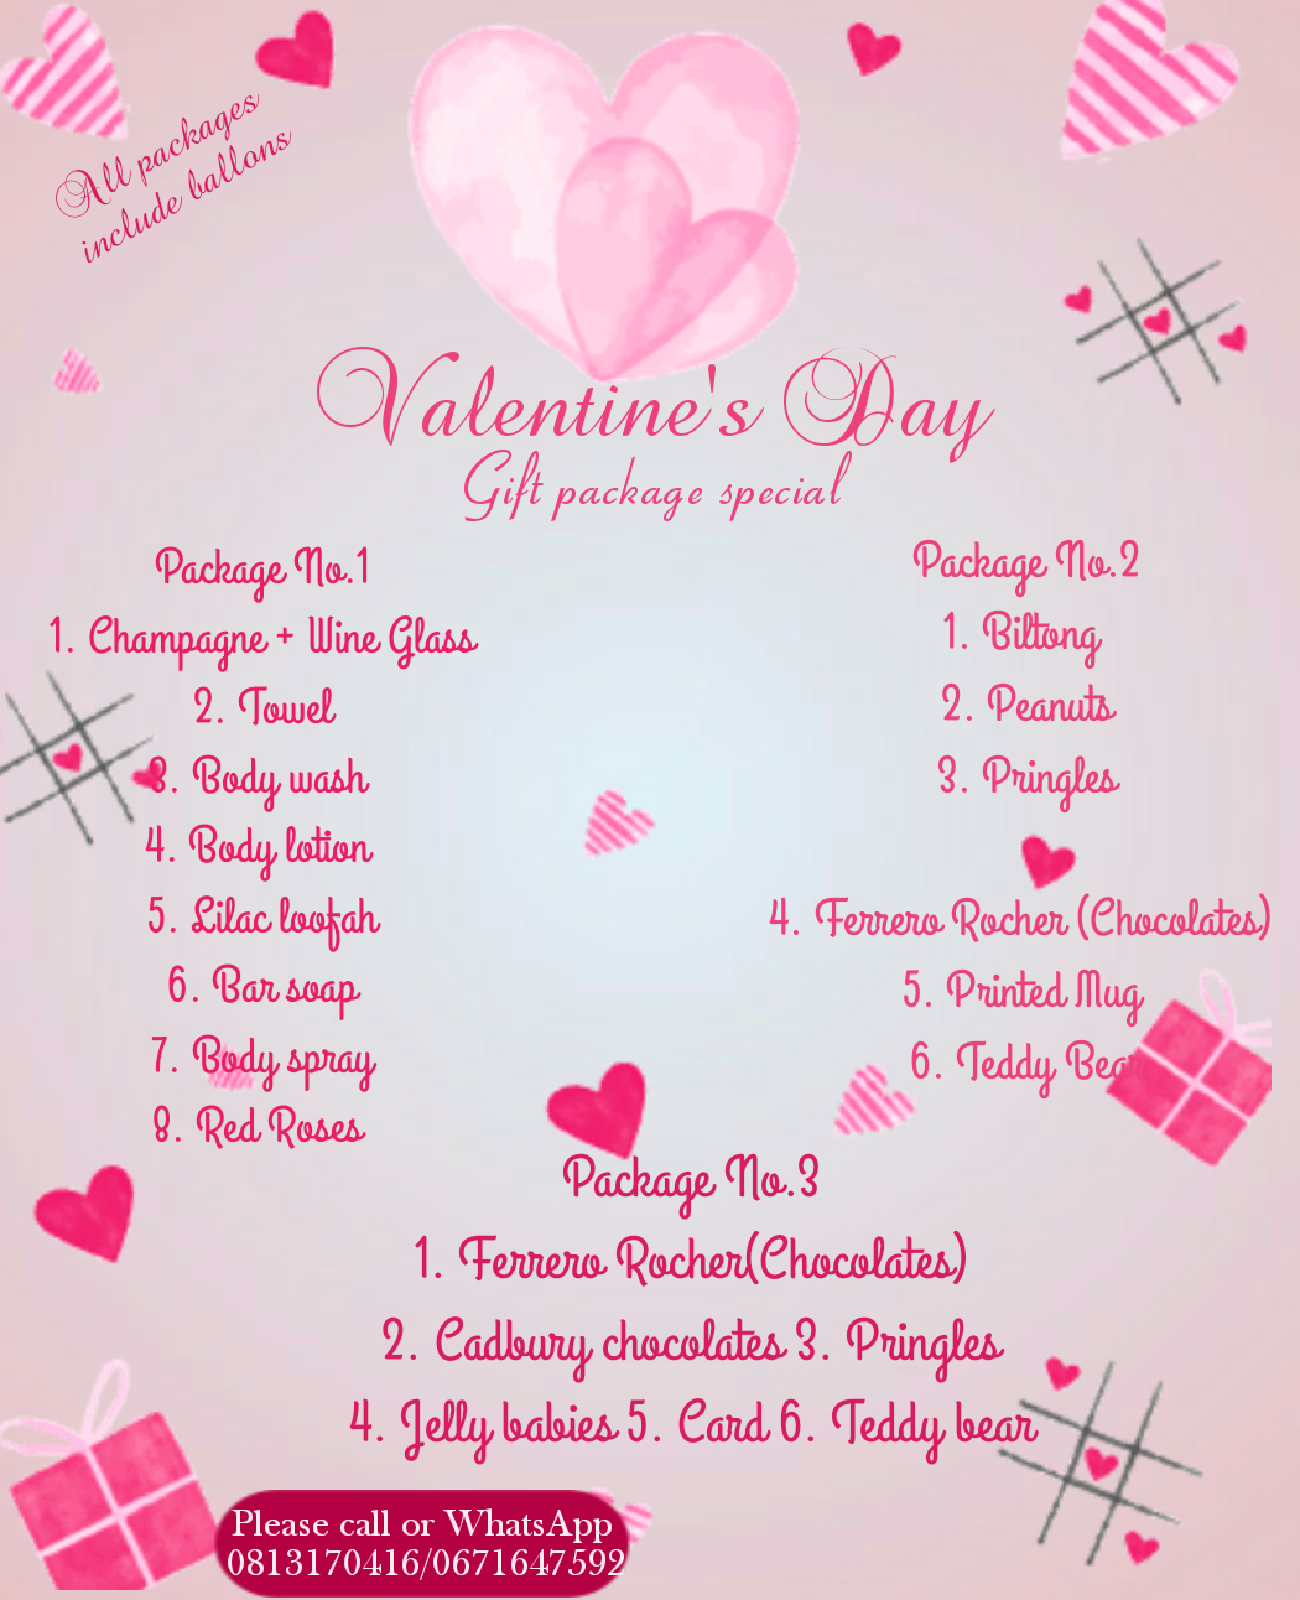 All packages
include ballons
Valentine's Day
Gift package special
Package No.1
1. Champagne + Wine Glass
2. Towel
3. Body wash
4. Body lotion
5. Lilac loofah
6. Bar soap
7. Body spray
8. Red Roses
Package No.2
1. Biltong
2. Peanuts
3. Pringles
4. Ferrero Rocher (Chocolates)
5. Printed Mug
6. Teddy Bear
Package No.3
1. Ferrero Rocher(Chocolates)
2. Cadbury chocolates 3. Pringles
4. Jelly babies 5. Card 6. Teddy bear
Please call or WhatsApp
0813170416/0671647592